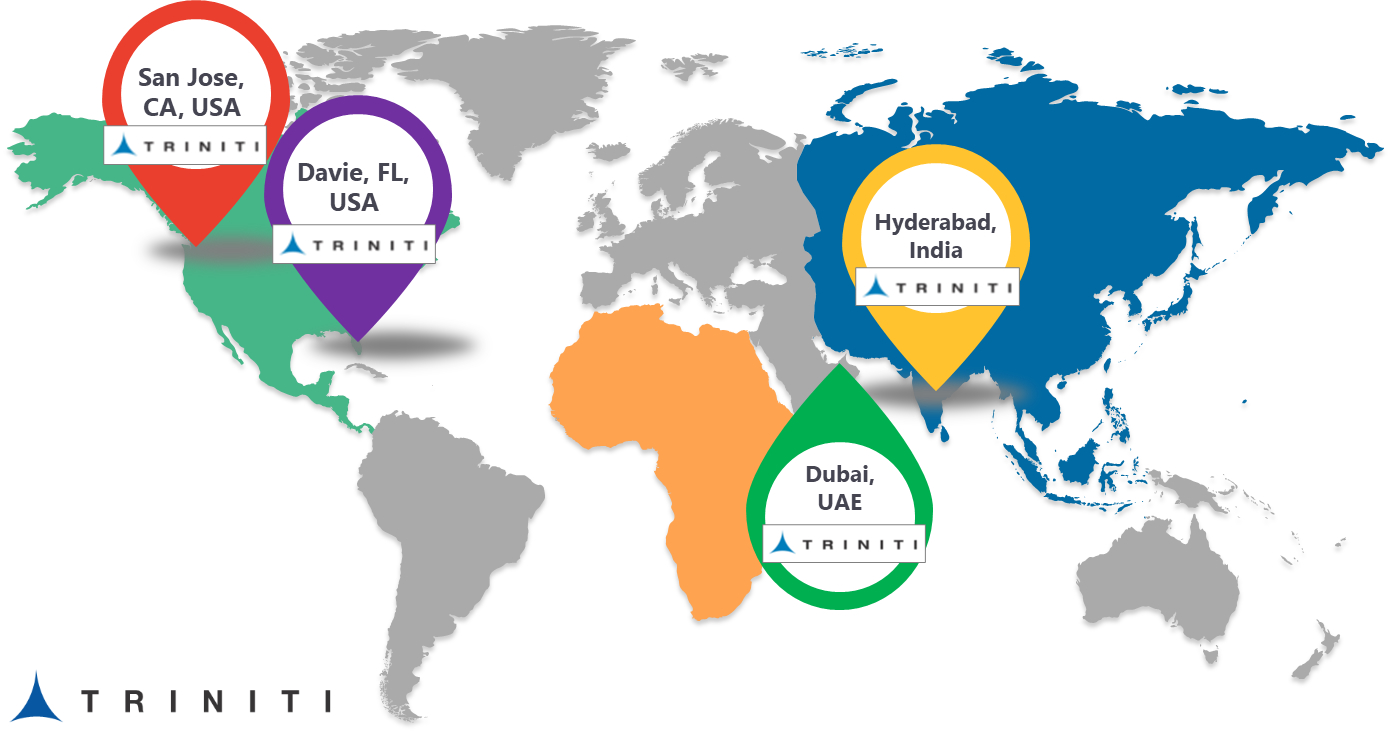 San Jose,
CA, USA
TRINITI
Davie, FL,
USA
TRINITI
Hyderabad,
India
TRINITI
Dubai,
UAE
TRINITI
TRINITI